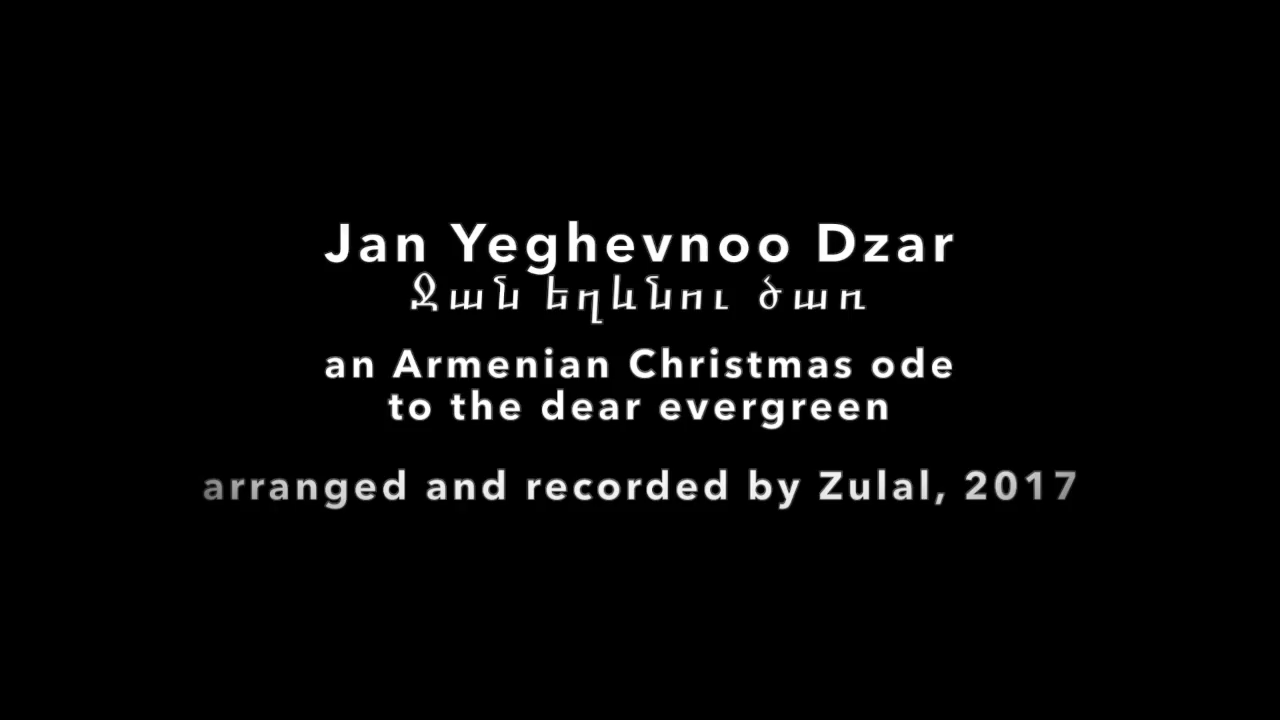 Jan Yeghevnoo Dzar
Ջան եղևնու ծառ
an Armenian Christmas ode
to the dear evergreen
arranged and recorded by Zulal, 2017